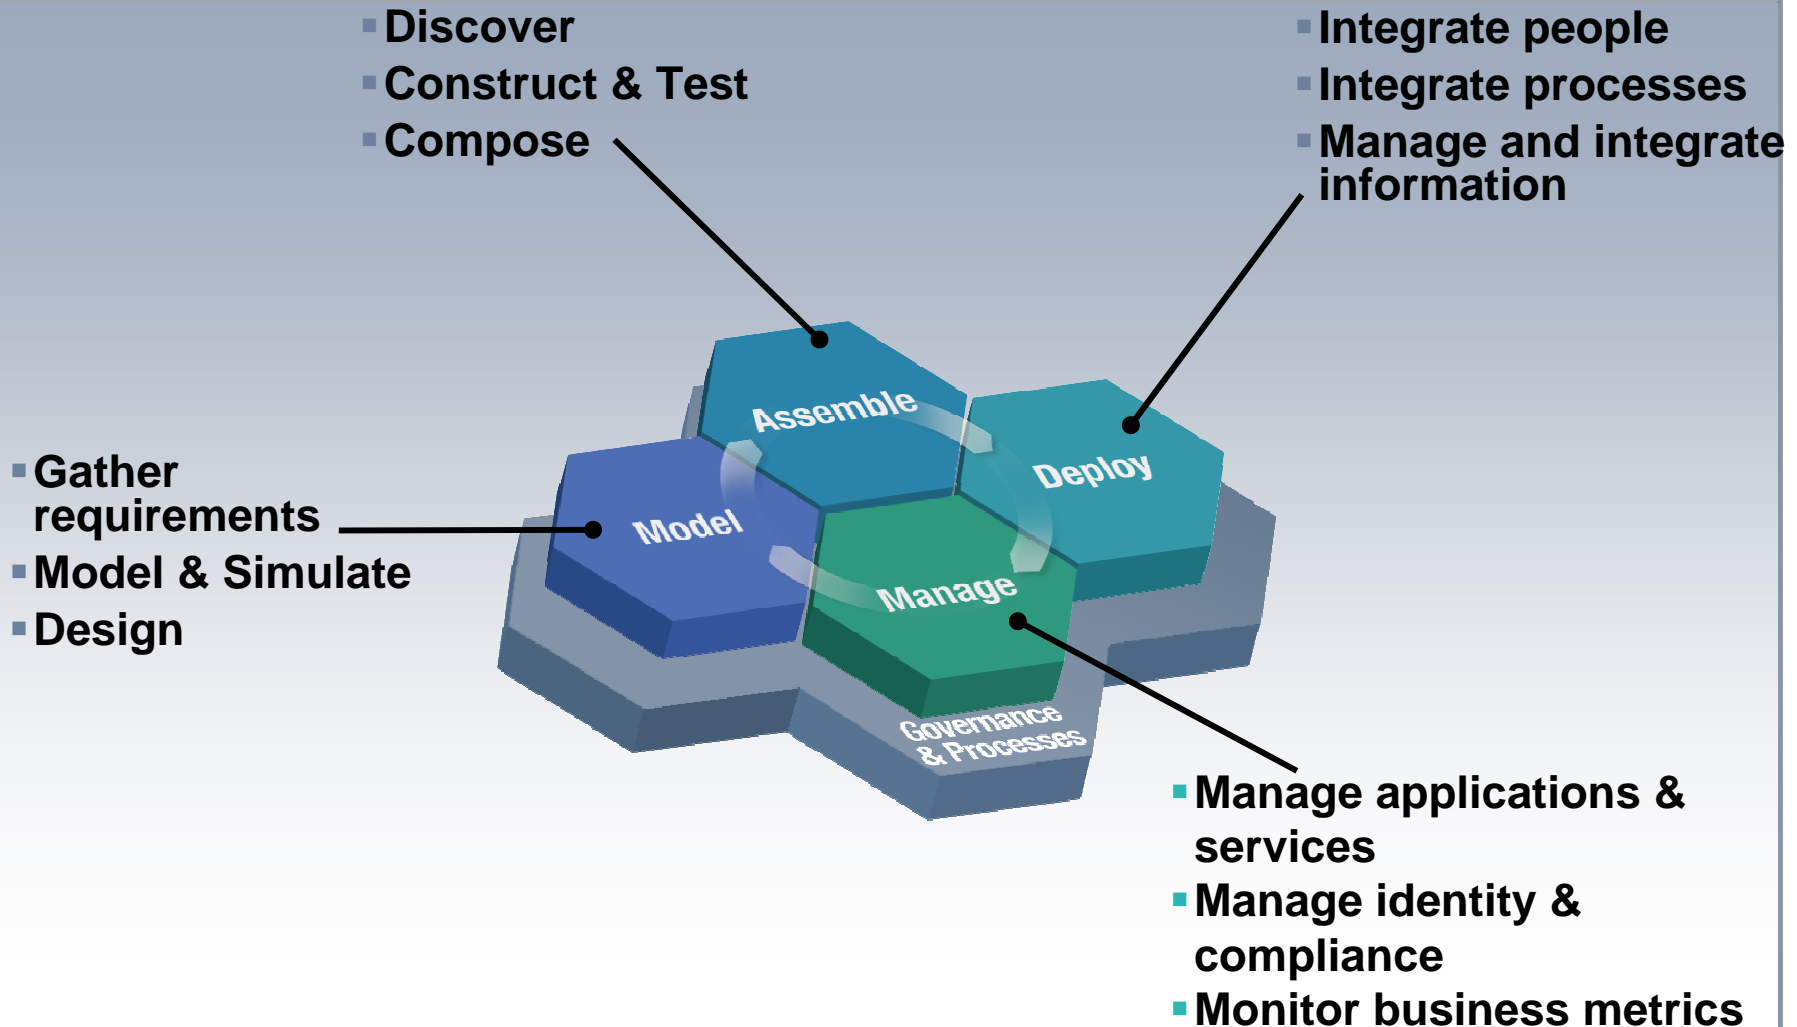 Discover
Construct & Test
Compose
Integrate people
Integrate processes
Manage and integrate
information
Assemble
Deploy
Model
Manage
Governance
& Processes
Gather
requirements
Model & Simulate
Design
Manage applications &
services
Manage identity &
compliance
Monitor business metrics